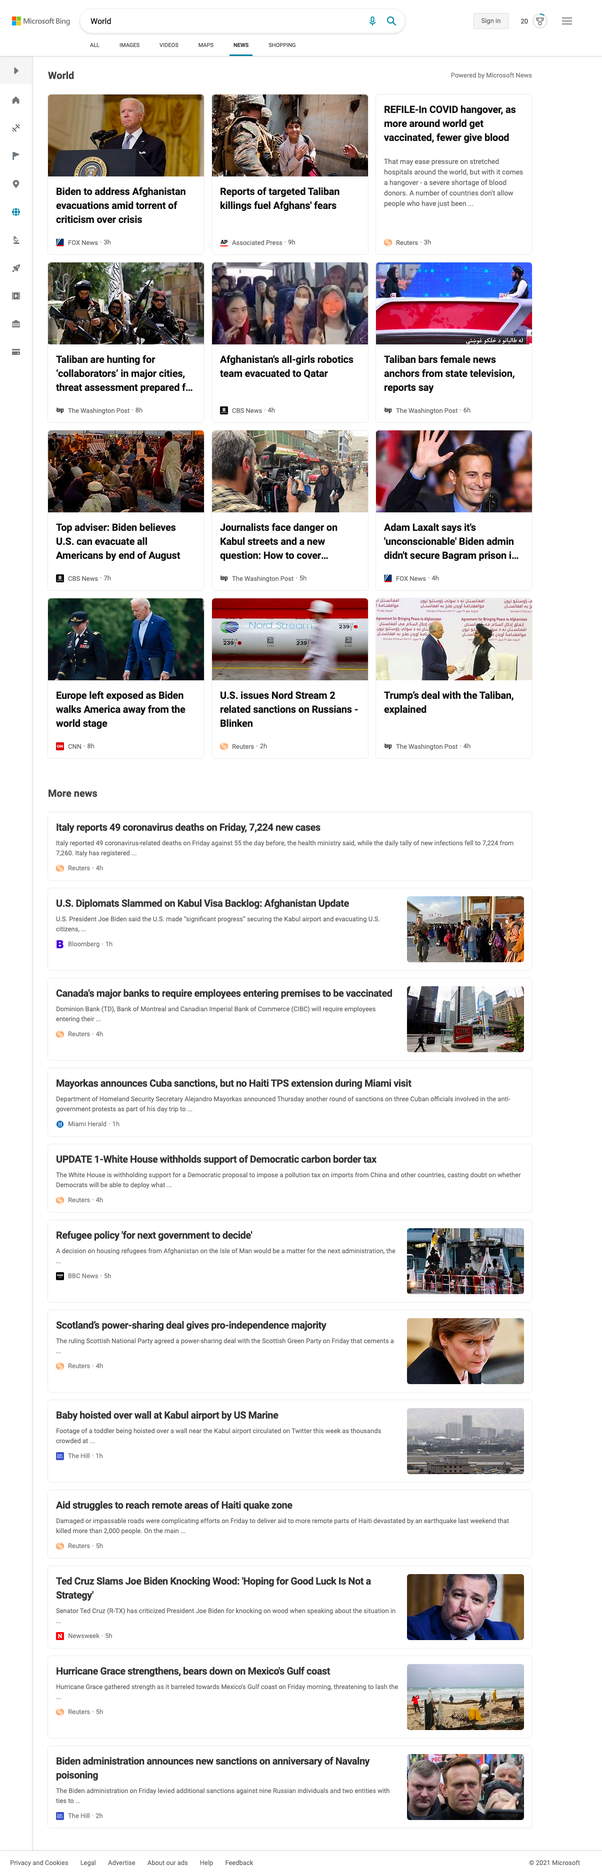 Microsoft Bing
World
Sign in
20
ALL
IMAGES
VIDEOS
MAPS
NEWS
SHOPPING
World
Powered by Microsoft News
Biden to address Afghanistan
evacuations amid torrent of
criticism over crisis
FOX News · 3h
Reports of targeted Taliban
killings fuel Afghans' fears
AP
Associated Press · 9h
REFILE-In COVID hangover, as
more around world get
vaccinated, fewer give blood
That may ease pressure on stretched
hospitals around the world, but with it comes
a hangover - a severe shortage of blood
donors. A number of countries don't allow
people who have just been ...
Reuters · 3h
Taliban are hunting for
'collaborators' in major cities,
threat assessment prepared f...
The Washington Post · 8h
Afghanistan's all-girls robotics
team evacuated to Qatar
CBS News · 4h
Taliban bars female news
anchors from state television,
reports say
The Washington Post · 6h
Top adviser: Biden believes
U.S. can evacuate all
Americans by end of August
CBS News · 7h
Journalists face danger on
Kabul streets and a new
question: How to cover...
The Washington Post · 5h
Adam Laxalt says it's
'unconscionable' Biden admin
didn't secure Bagram prison i...
FOX News · 4h
Europe left exposed as Biden
walks America away from the
world stage
CNN · 8h
Nord Stream
239
239
239
U.S. issues Nord Stream 2
related sanctions on Russians -
Blinken
Reuters · 2h
Agreement for Bringing Peace to Afghanistan
Trump's deal with the Taliban,
explained
The Washington Post · 4h
More news
Italy reports 49 coronavirus deaths on Friday, 7,224 new cases
Italy reported 49 coronavirus-related deaths on Friday against 55 the day before, the health ministry said, while the daily tally of new infections fell to 7,224 from
7,260. Italy has registered ...
Reuters · 4h
U.S. Diplomats Slammed on Kabul Visa Backlog: Afghanistan Update
U.S. President Joe Biden said the U.S. made "significant progress" securing the Kabul airport and evacuating U.S.
citizens, ...
Bloomberg · 1h
Canada's major banks to require employees entering premises to be vaccinated
Dominion Bank (TD), Bank of Montreal and Canadian Imperial Bank of Commerce (CIBC) will require employees
entering their ...
Reuters · 4h
Mayorkas announces Cuba sanctions, but no Haiti TPS extension during Miami visit
Department of Homeland Security Secretary Alejandro Mayorkas announced Thursday another round of sanctions on three Cuban officials involved in the anti-
government protests as part of his day trip to ...
Miami Herald · 1h
UPDATE 1-White House withholds support of Democratic carbon border tax
The White House is withholding support for a Democratic proposal to impose a pollution tax on imports from China and other countries, casting doubt on whether
Democrats will be able to deploy what ...
Reuters · 4h
Refugee policy 'for next government to decide'
A decision on housing refugees from Afghanistan on the Isle of Man would be a matter for the next administration, the
...
BBC News · 5h
Scotland's power-sharing deal gives pro-independence majority
The ruling Scottish National Party agreed a power-sharing deal with the Scottish Green Party on Friday that cements a
...
Reuters · 4h
Baby hoisted over wall at Kabul airport by US Marine
Footage of a toddler being hoisted over a wall near the Kabul airport circulated on Twitter this week as thousands
crowded at ...
The Hill · 1h
Aid struggles to reach remote areas of Haiti quake zone
Damaged or impassable roads were complicating efforts on Friday to deliver aid to more remote parts of Haiti devastated by an earthquake last weekend that
killed more than 2,000 people. On the main ...
Reuters · 5h
Ted Cruz Slams Joe Biden Knocking Wood: 'Hoping for Good Luck Is Not a
Strategy'
Senator Ted Cruz (R-TX) has criticized President Joe Biden for knocking on wood when speaking about the situation in
...
Newsweek · 5h
Hurricane Grace strengthens, bears down on Mexico's Gulf coast
Hurricane Grace gathered strength as it barreled towards Mexico's Gulf coast on Friday morning, threatening to lash the
...
Reuters · 5h
Biden administration announces new sanctions on anniversary of Navalny
poisoning
The Biden administration on Friday levied additional sanctions against nine Russian individuals and two entities with
ties to ...
The Hill · 2h
Privacy and Cookies
Legal
Advertise
About our ads
Help
Feedback
© 2021 Microsoft